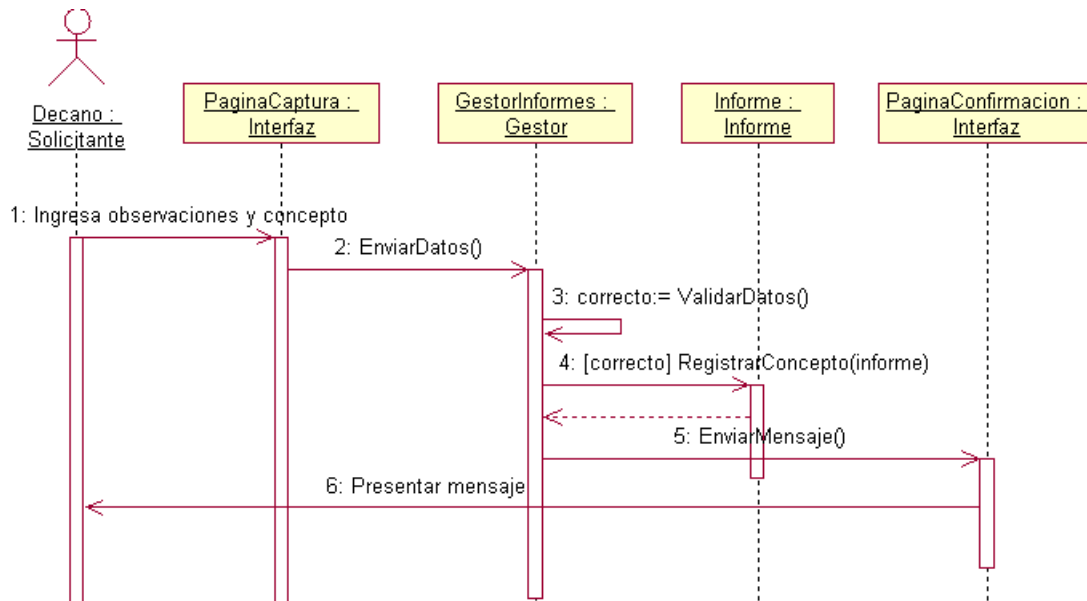 Decano :
Solicitante
PaginaCaptura :
Interfaz
GestorInformes :
Gestor
Informe :
Informe
PaginaConfirmacion :
Interfaz
1: Ingresa observaciones y concepto
2: EnviarDatos()
3: correcto:= ValidarDatos()
4: [correcto] RegistrarConcepto(informe)
5: EnviarMensaje()
6: Presentar mensaje